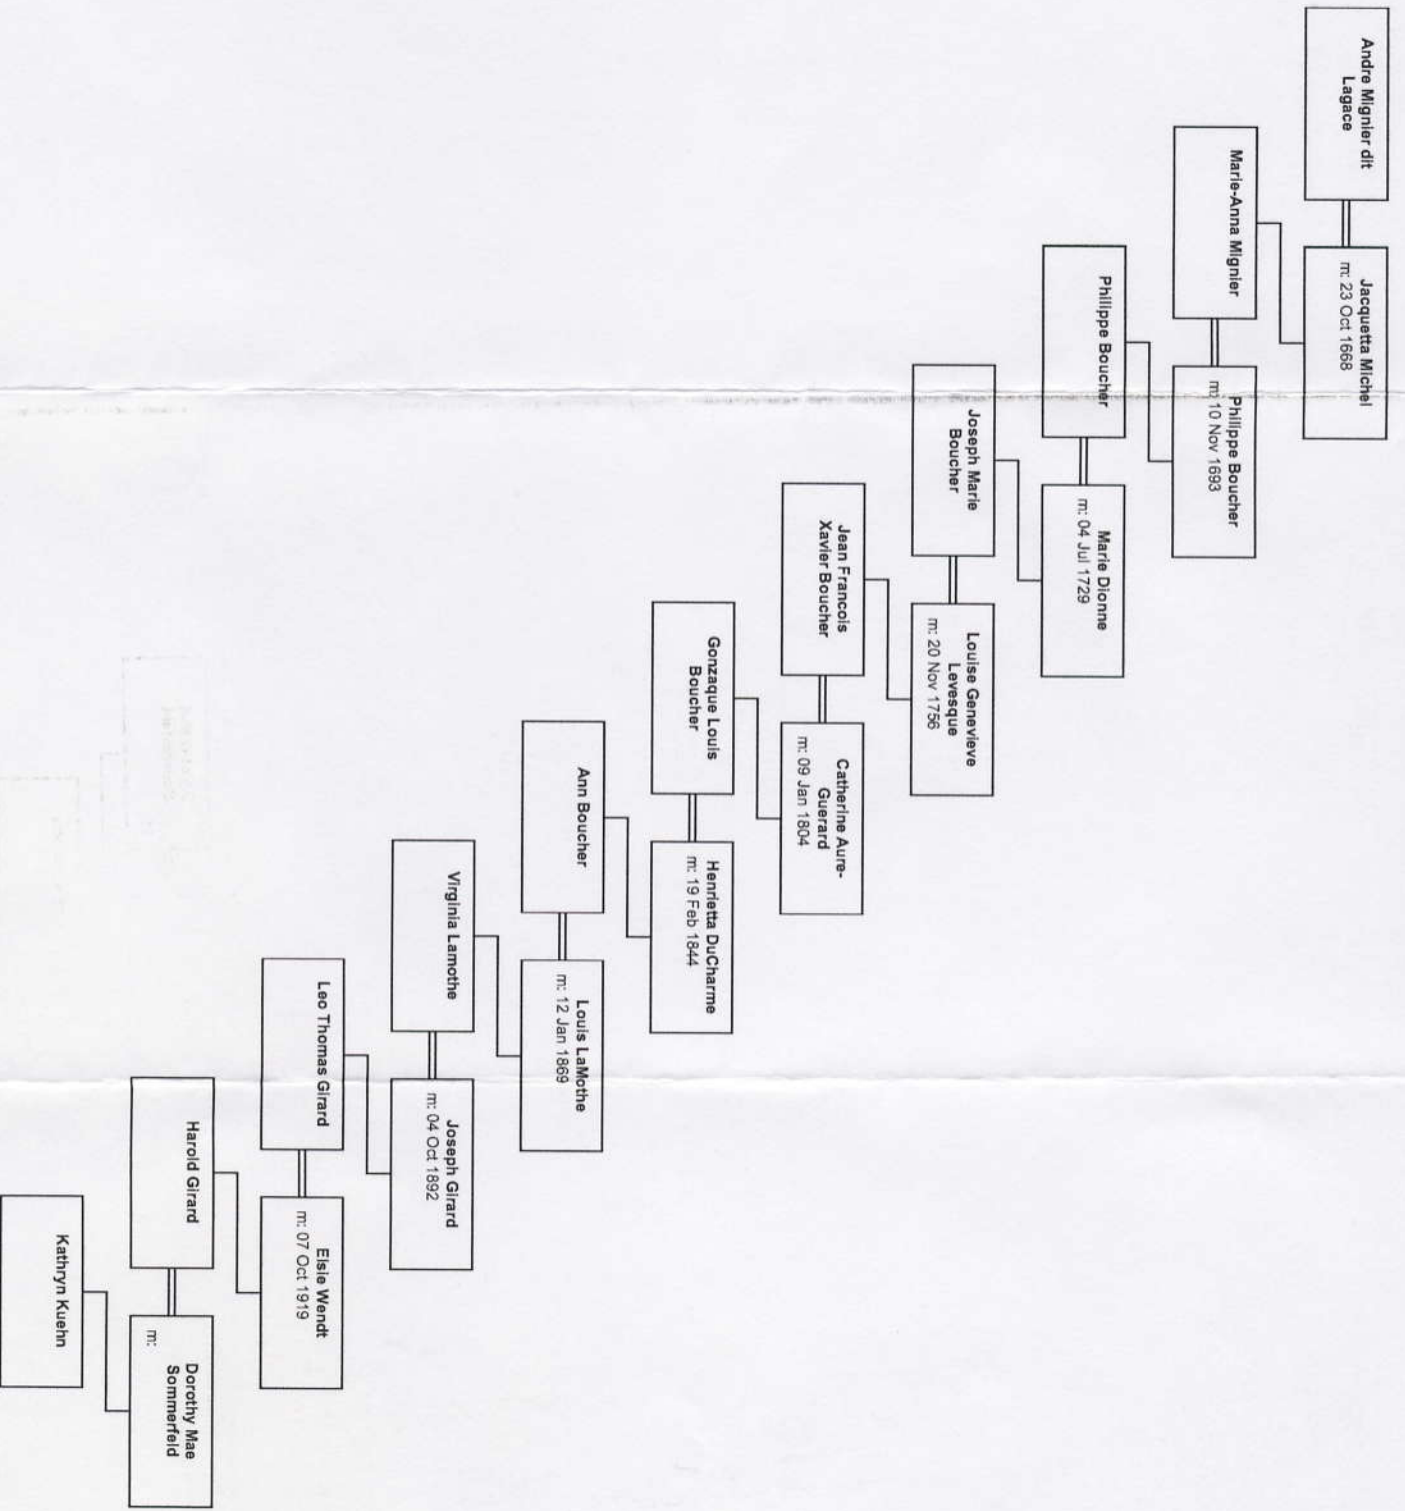 Andre Mignier dit
Lagace
Jacquetta Michel
m: 23 Oct 1668
Marie-Anna Mignier
Philippe Boucher
m: 10 Nov 1693
Philippe Boucher
Marie Dionne
m: 04 Jul 1729
Joseph Marie
Boucher
Louise Genevieve
Levesque
m: 20 Nov 1756
Jean Francois
Xavier Boucher
Catherine Aure-
Guerard
m: 09 Jan 1804
Gonzaque Louis
Boucher
Henrietta DuCharme
m: 19 Feb 1844
Ann Boucher
Louis LaMothe
m: 12 Jan 1869
Virginia Lamothe
Joseph Girard
m: 04 Oct 1892
Leo Thomas Girard
Elsie Wendt
m: 07 Oct 1919
Harold Girard
Dorothy Mae
Sommerfeld
m:
Kathryn Kuehn